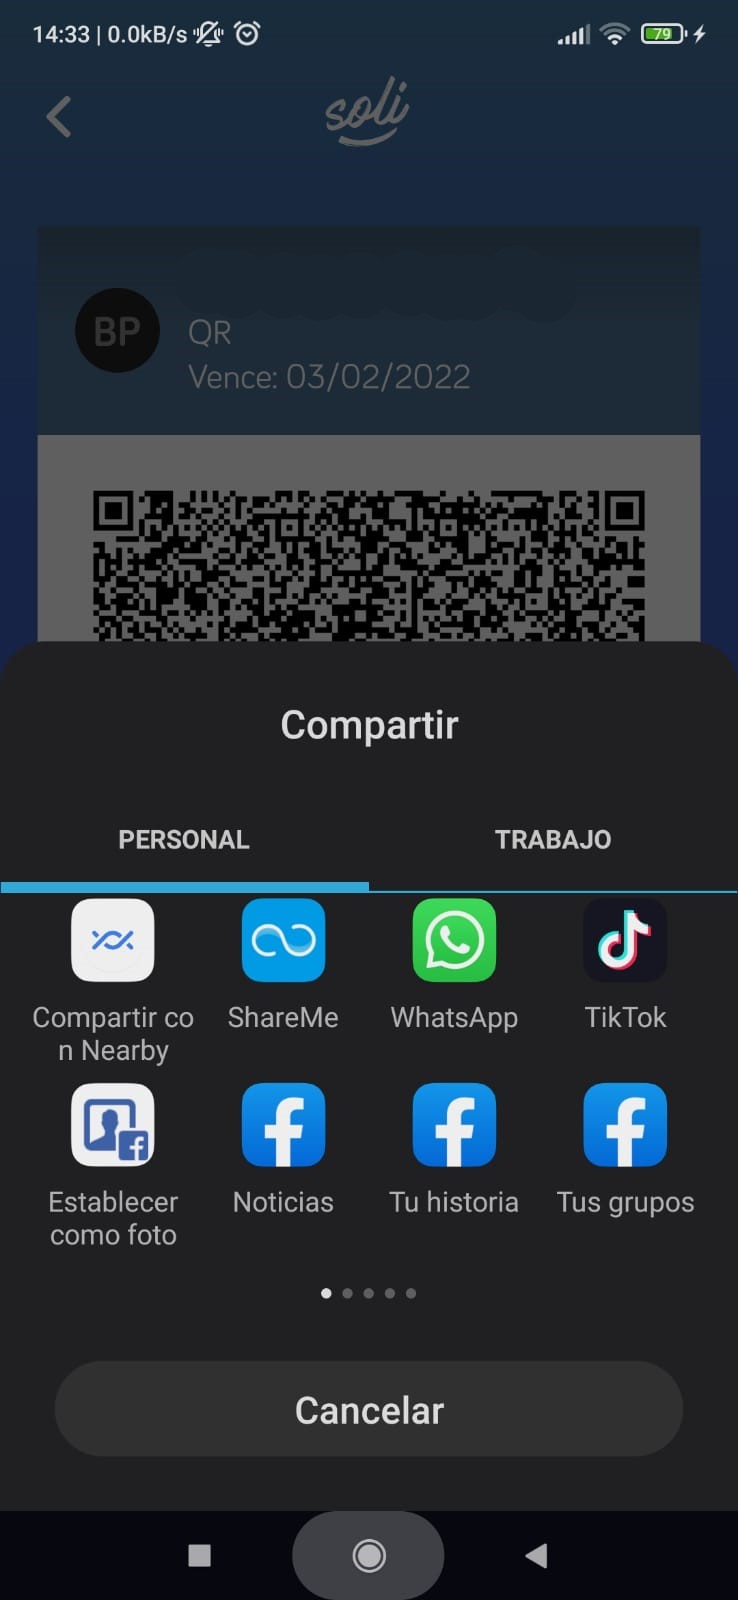 14:33 | 0.0kB/s
79
soli
BP
QR
Vence: 03/02/2022
Compartir
PERSONAL
TRABAJO
Compartir co
n Nearby
ShareMe
WhatsApp
TikTok
Establecer
como foto
Noticias
Tu historia
Tus grupos
Cancelar